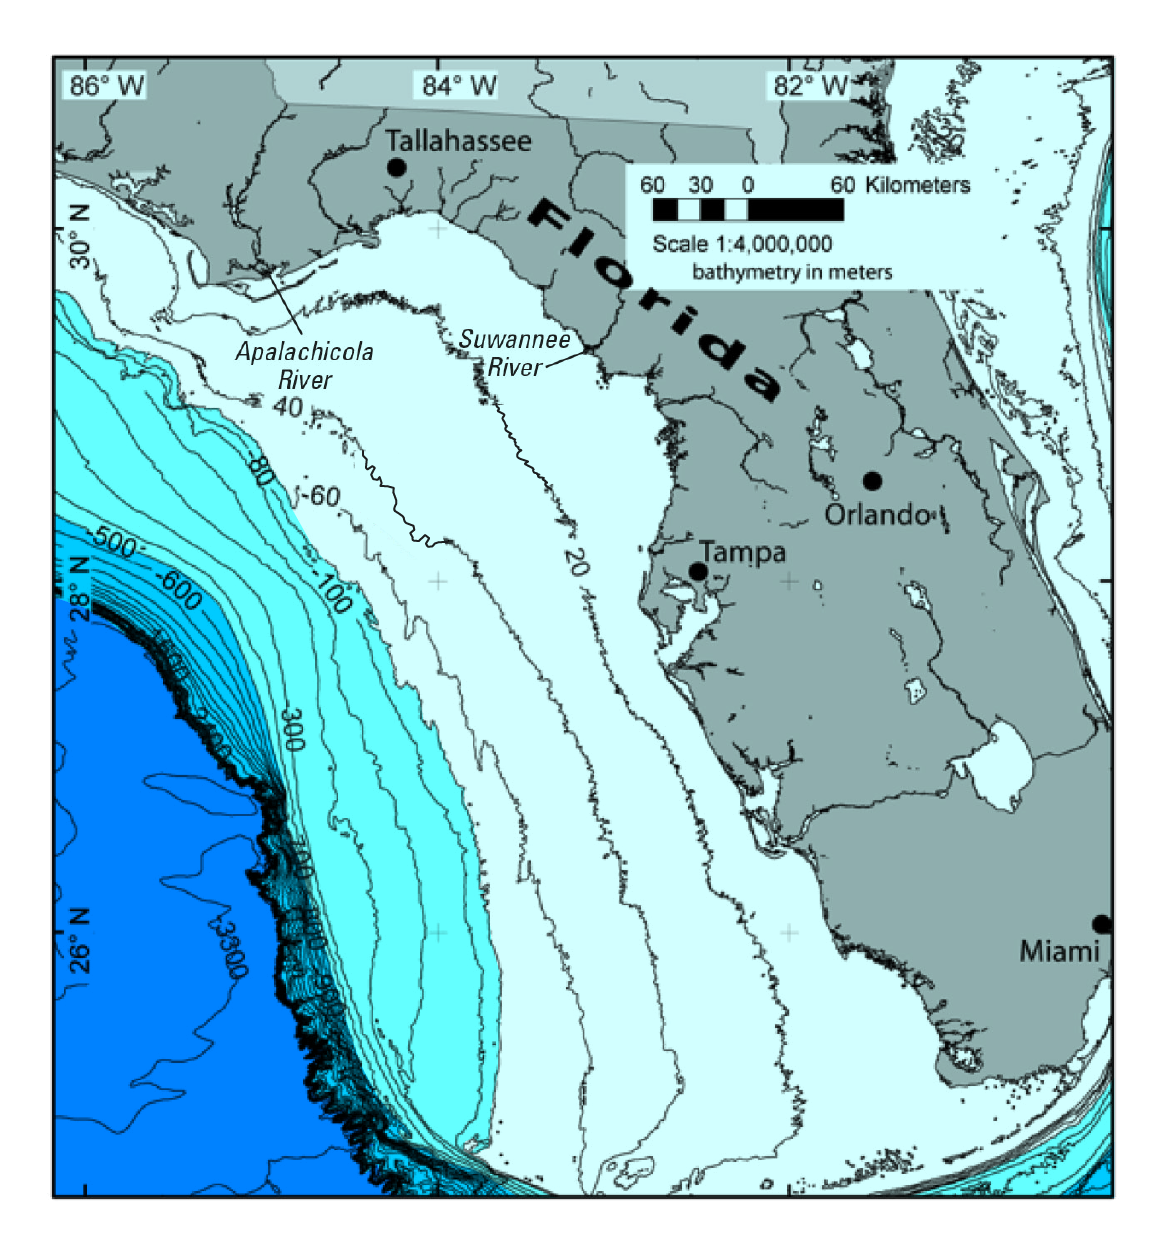 86° W
84° W
82° W
Tallahassee
60 30 0 60 Kilometers
Scale 1:4,000,000
bathymetry in meters
Florida
30° N
Apalachicola
River
Suwannee
River
40
-80
-60
-500
-600
-100
20
Orlando
Tampa
28° N
-300
2400
-3300
26° N
Miami